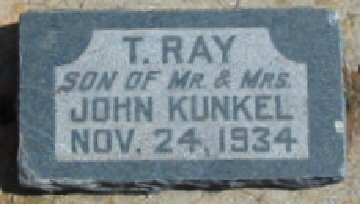 T. RAY
SON OF MR. & MRS.
JOHN KUNKEL
NOV. 24, 1934